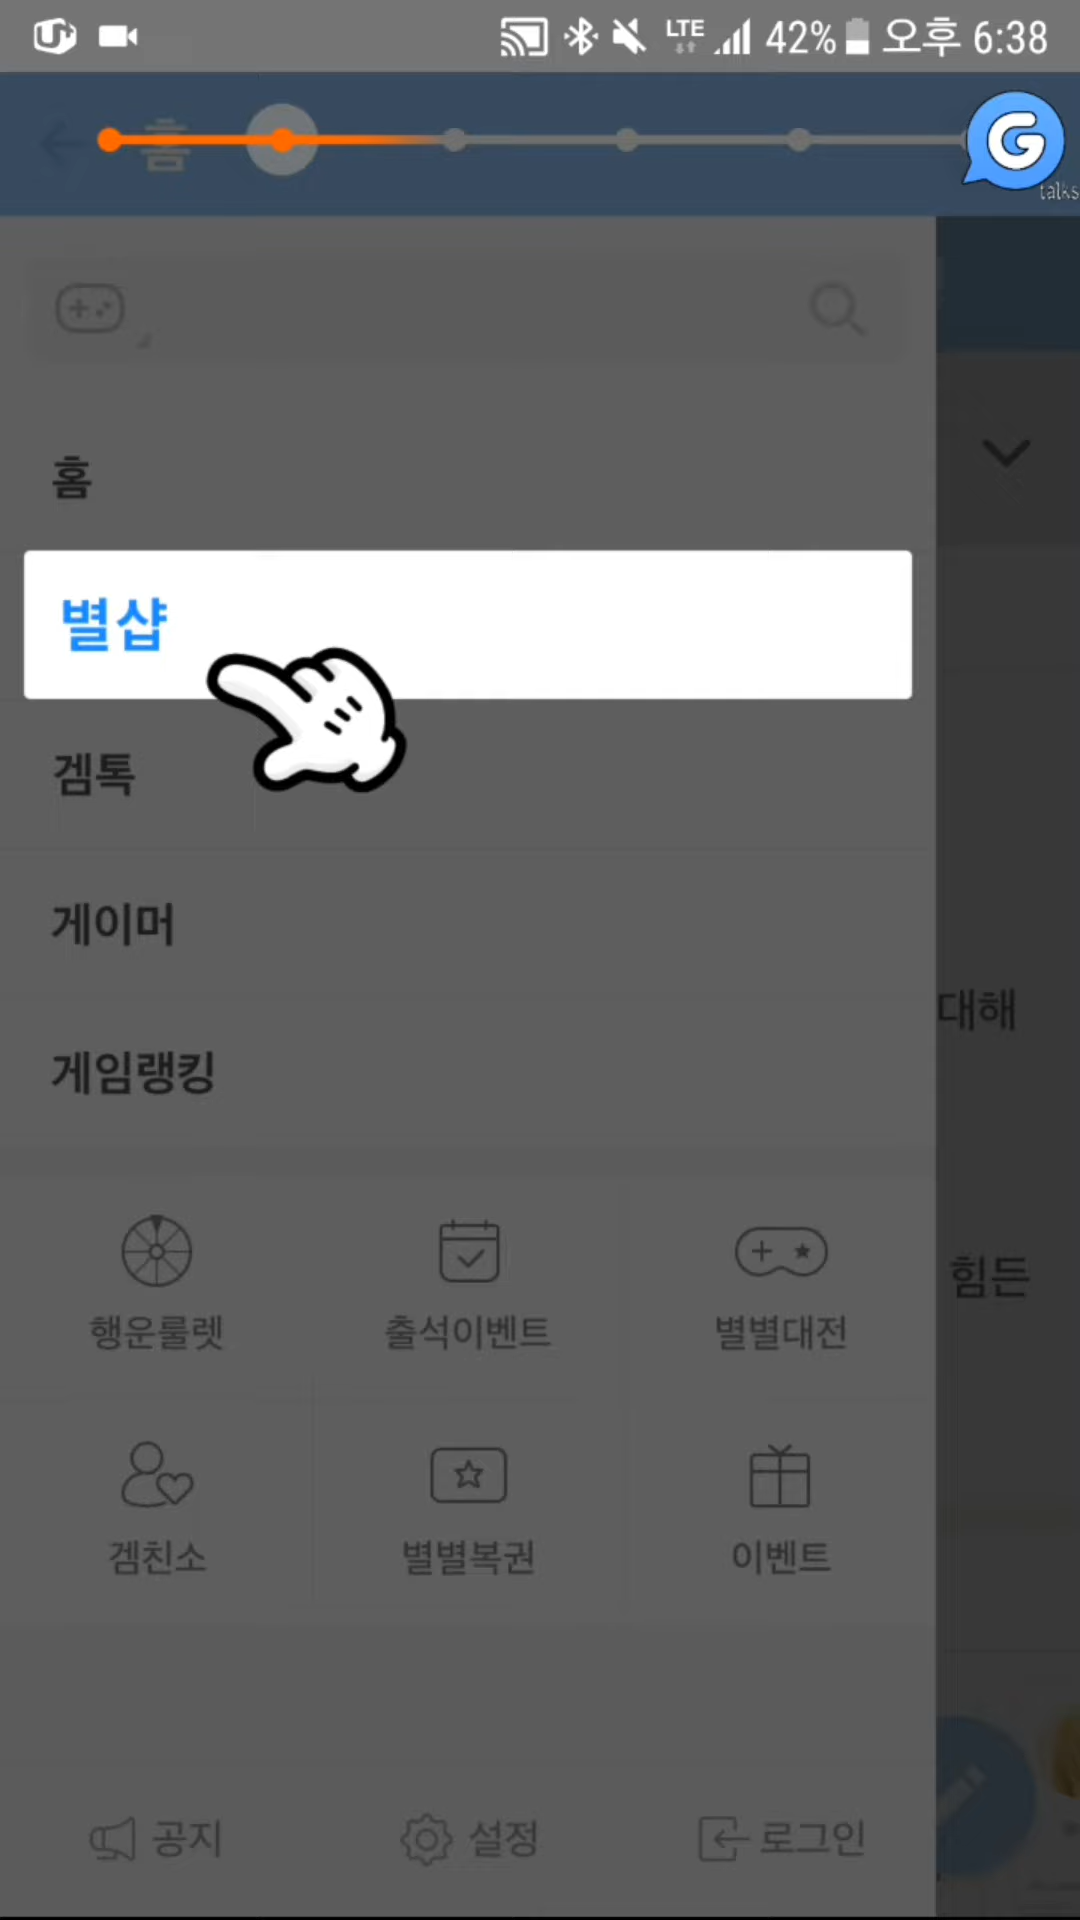 U+
LTE 42% 오후 6:38
홈
G
talks
홈
별샵
겜톡
게이머
대해
게임랭킹
힘든
행운룰렛 출석이벤트 별별대전
겜친소 별별복권 이벤트
공지 설정 로그인